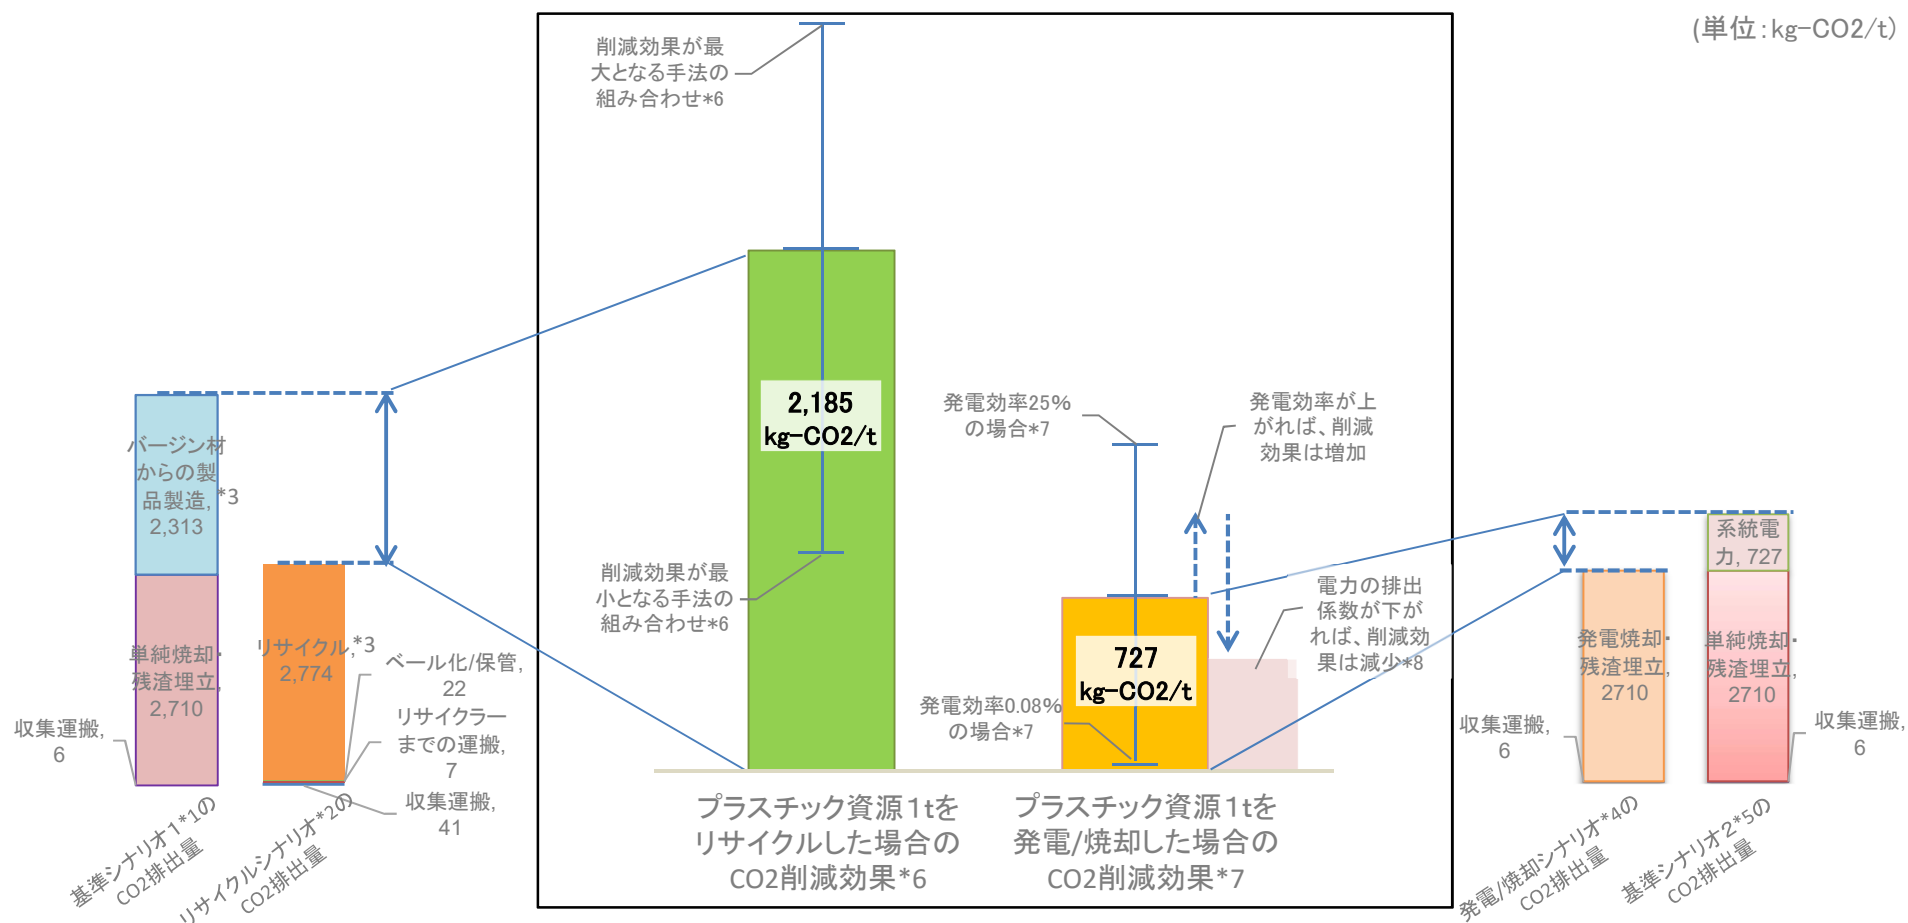 (単位:kg-CO2/t)
削減効果が最
大となる手法の
組み合わせ*6
2,185
kg-CO2/t
削減効果が最
小となる手法の
組み合わせ*6
発電効率25%
の場合*7
発電効率が上
がれば、削減
効果は増加
電力の排出
係数が下が
れば、削減効
果は減少*8
727
kg-CO2/t
発電効率0.08%
の場合*7
プラスチック資源1tを
リサイクルした場合の
CO2削減効果*6
プラスチック資源1tを
発電/焼却した場合の
CO2削減効果*7
バージン材
からの製
品製造, *3
2,313
単純焼却・
残渣埋立,
2,710
収集運搬,
6
リサイクル,*3
2,774
ベール化/保管,
22
リサイクラー
までの運搬,
7
収集運搬,
41
基準シナリオ1*1の
CO2排出量
リサイクルシナリオ*2の
CO2排出量
発電焼却・
残渣埋立,
2710
収集運搬,
6
系統電
力, 727
単純焼却・
残渣埋立,
2710
収集運搬,
6
発電/焼却シナリオ*4の
CO2排出量
基準シナリオ2*5の
CO2排出量